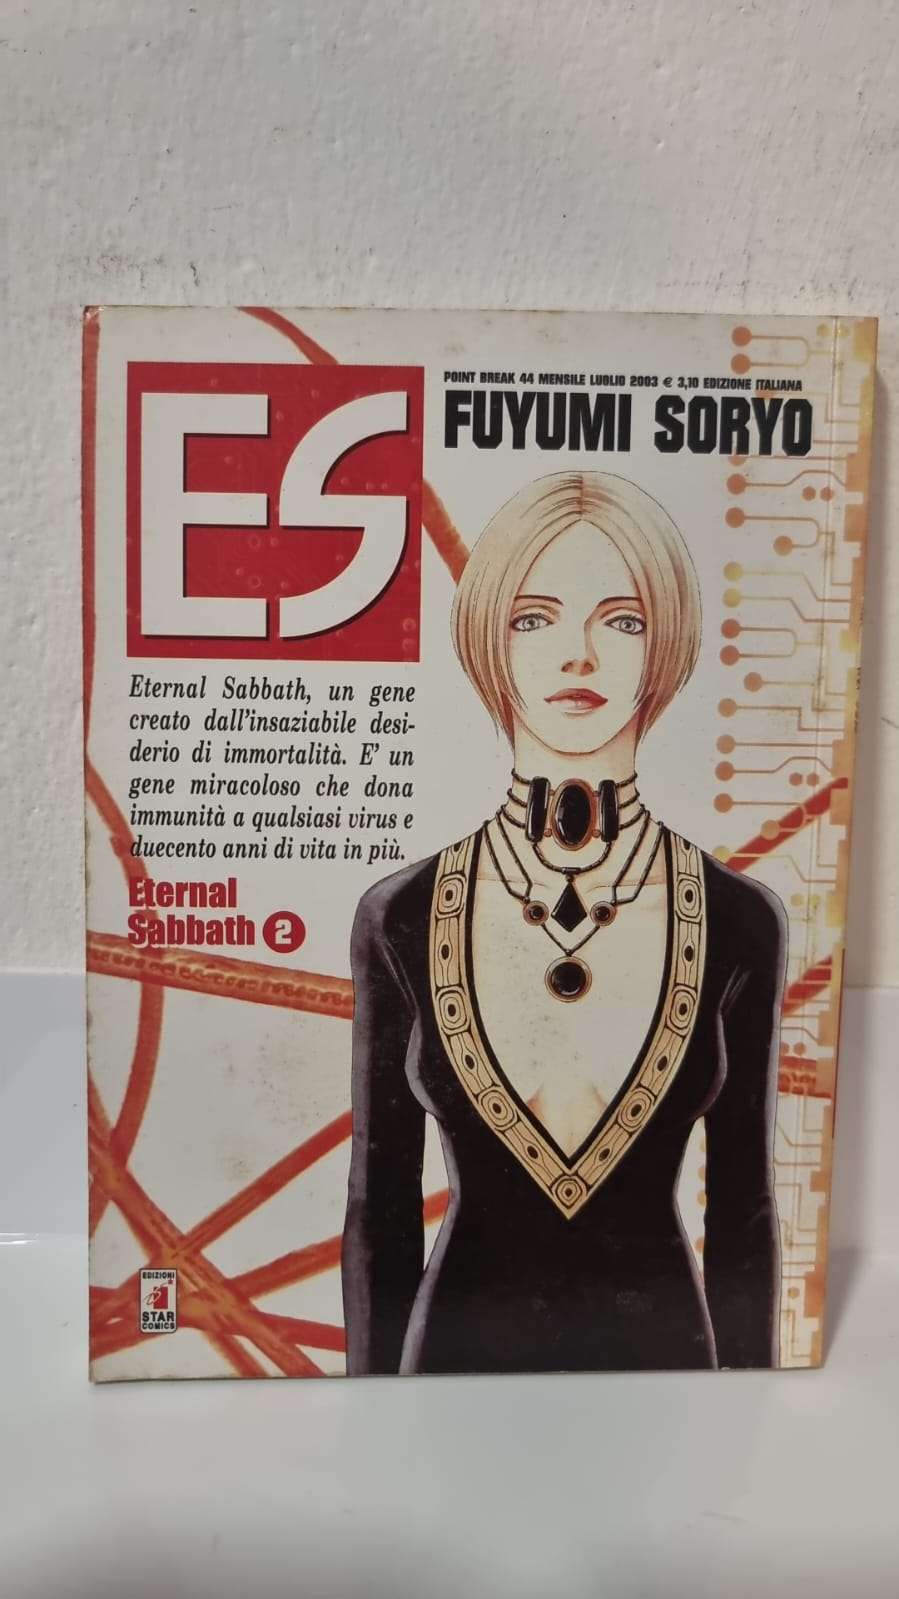 ES
POINT BREAK 44 MENSILE LUGLIO 2003 € 3,10 EDIZIONE ITALIANA
FUYUMI SORYO
Eternal Sabbath, un gene
creato dall'insaziabile desi-
derio di immortalità. E' un
gene miracoloso che dona
immunità a qualsiasi virus e
duecento anni di vita in più.
Eternal
Sabbath 2
EDIZIONI
STAR
COMICS